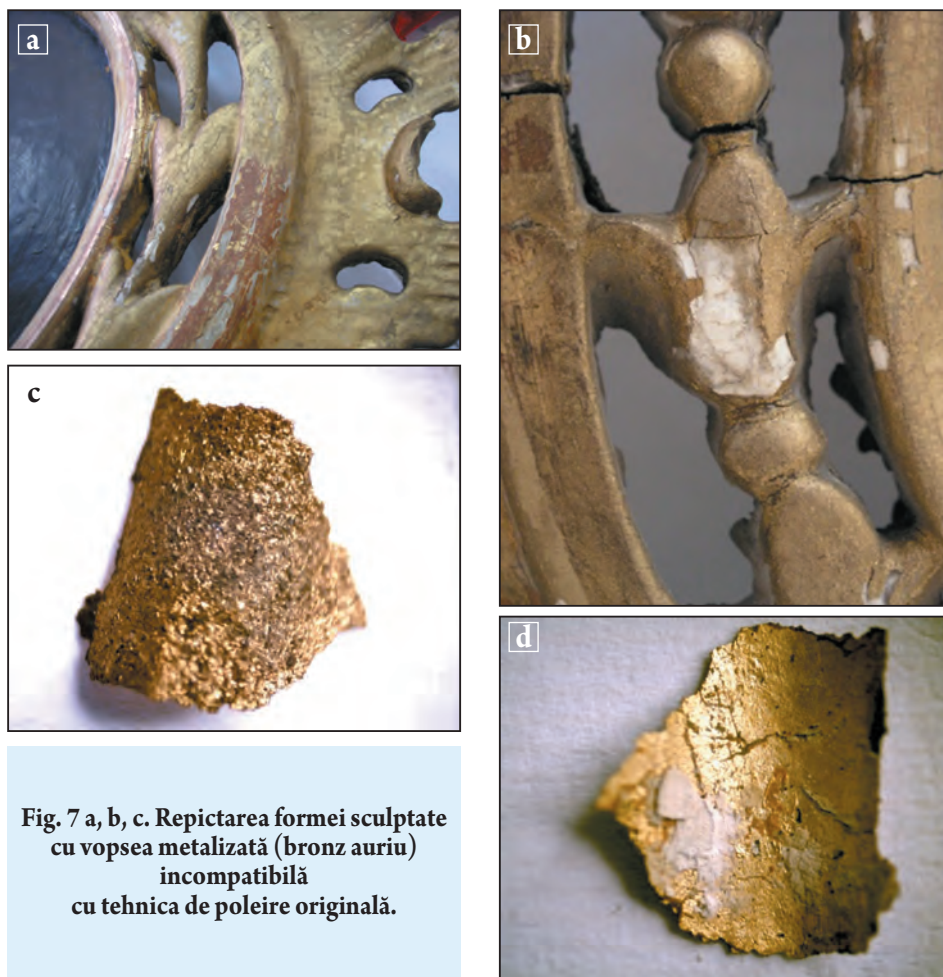 a
b
c
d
Fig. 7 a, b, c. Repictarea formei sculptate
cu vopsea metalizată (bronz auriu)
incompatibilă
cu tehnica de poleire originală.